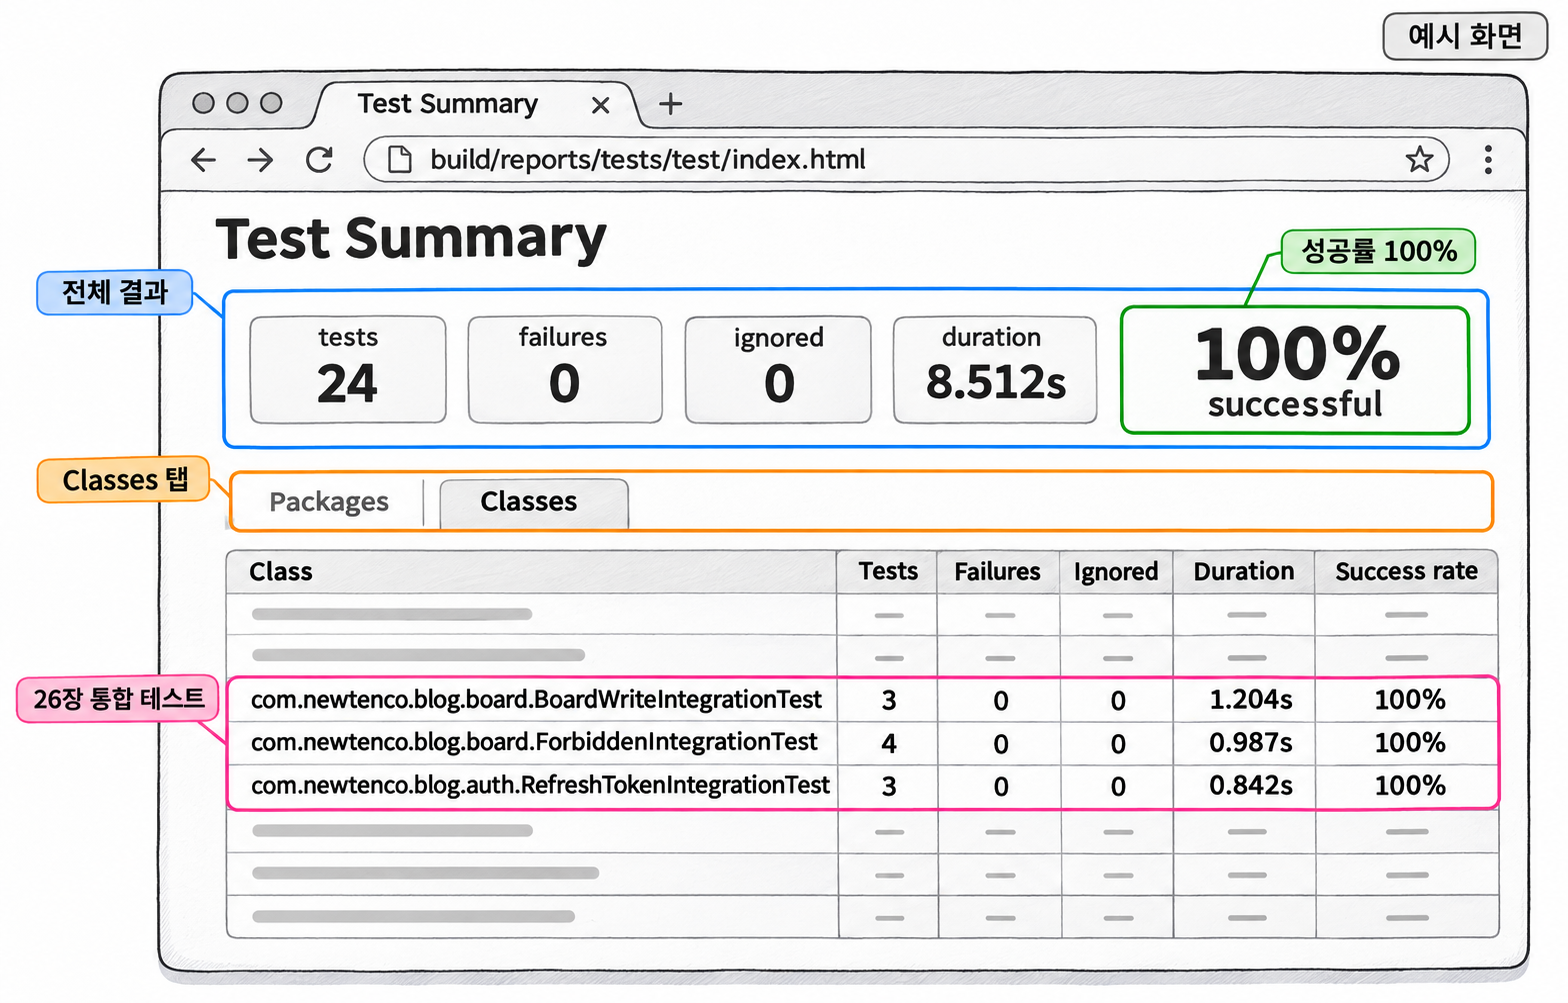 예시 화면
Test Summary
build/reports/tests/test/index.html
Test Summary
성공률 100%
전체 결과
tests failures ignored duration
24 0 0 8.512s
100%
successful
Classes 탭
Packages Classes
Class Tests Failures Ignored Duration Success rate
26장 통합 테스트
com.newtenco.blog.board.BoardWriteIntegrationTest 3 0 0 1.204s 100%
com.newtenco.blog.board.ForbiddenIntegrationTest 4 0 0 0.987s 100%
com.newtenco.blog.auth.RefreshTokenIntegrationTest 3 0 0 0.842s 100%